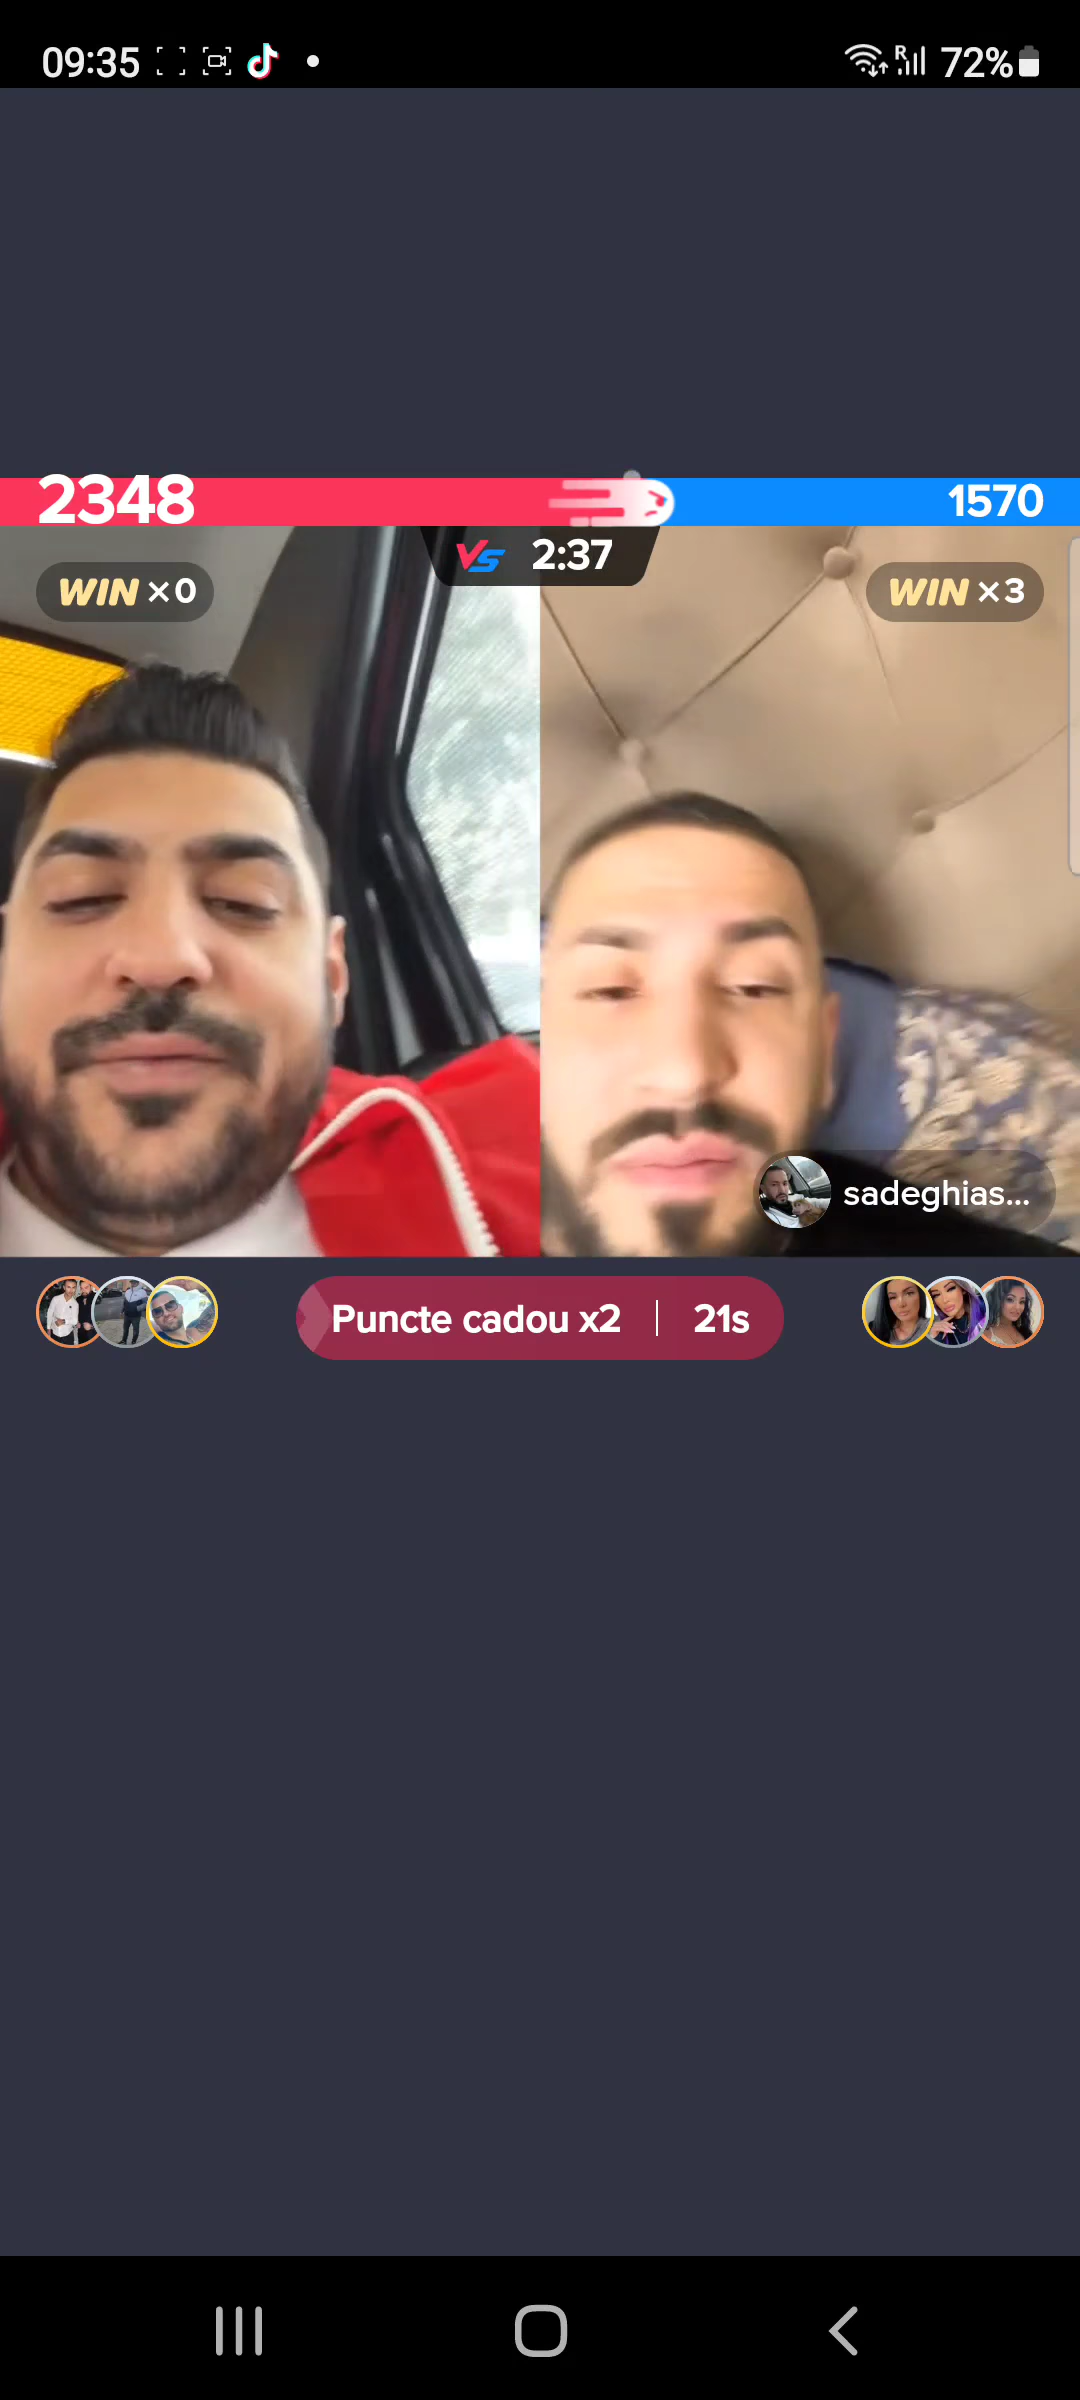 09:35
R
72%
2348
1570
VS 2:37
WIN ×0
WIN ×3
sadeghias...
Puncte cadou x2 | 21s